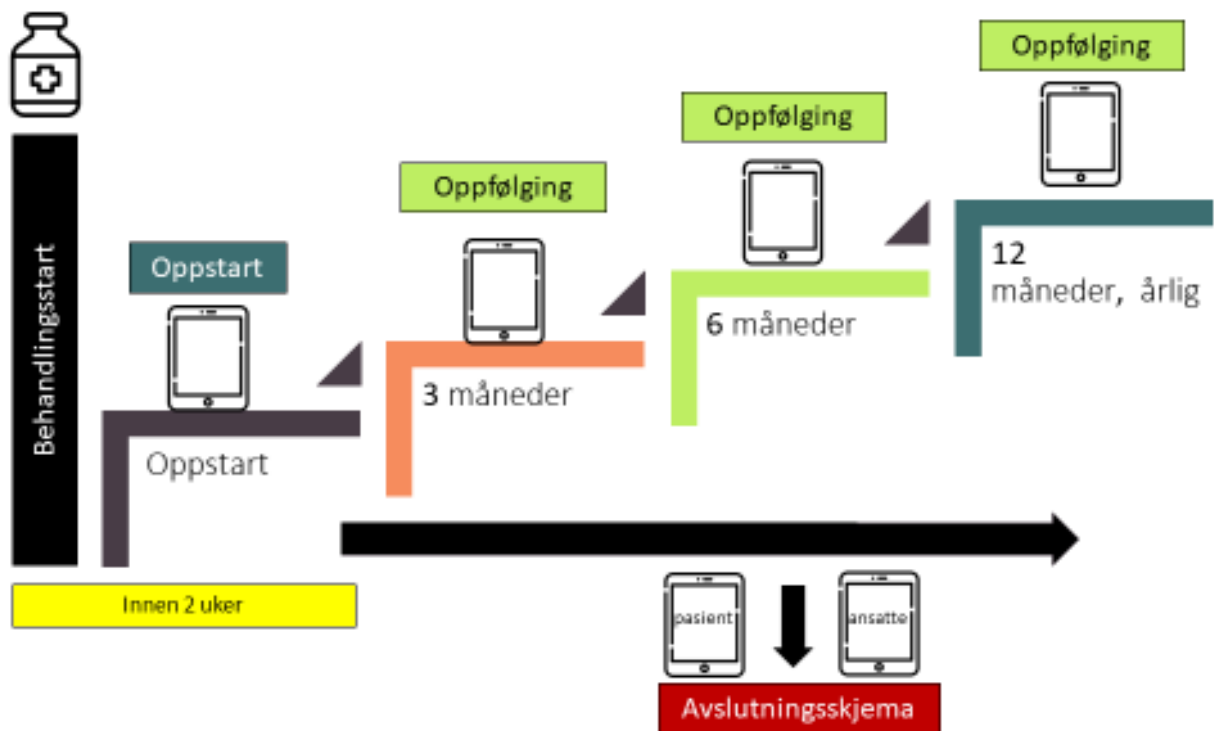 Behandlingsstart
Oppstart
Oppstart
Innen 2 uker
Oppfølging
3 måneder
Oppfølging
6 måneder
Oppfølging
12
måneder, årlig
pasient
ansatte
Avslutningsskjema